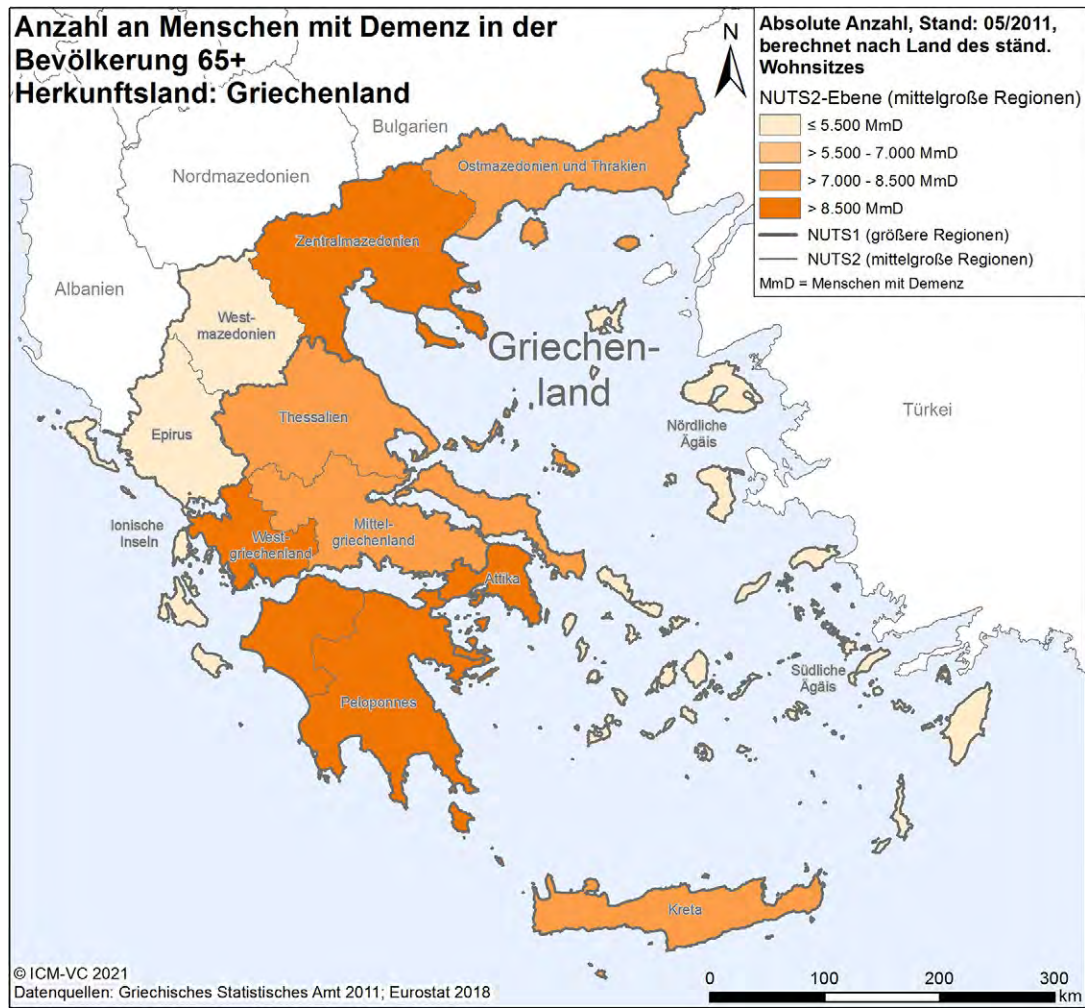 Anzahl an Menschen mit Demenz in der
Bevölkerung 65+
Herkunftsland: Griechenland
N
Absolute Anzahl, Stand: 05/2011,
berechnet nach Land des ständ.
Wohnsitzes
NUTS2-Ebene (mittelgroße Regionen)
≤ 5.500 MmD
> 5.500 - 7.000 MmD
> 7.000 - 8.500 MmD
> 8.500 MmD
NUTS1 (größere Regionen)
NUTS2 (mittelgroße Regionen)
MmD = Menschen mit Demenz
Bulgarien
Nordmazedonien
Ostmazedonien und Thrakien
Zentralmazedonien
Albanien
West-
mazedonien
Griechen-
land
Türkei
Thessalien
Epirus
Nördliche
Ägäis
Ionische
Inseln
West-
griechenland
Mittel-
griechenland
Attika
Südliche
Ägäis
Peloponnes
Kreta
© ICM-VC 2021
Datenquellen: Griechisches Statistisches Amt 2011; Eurostat 2018
0 100 200 300
km